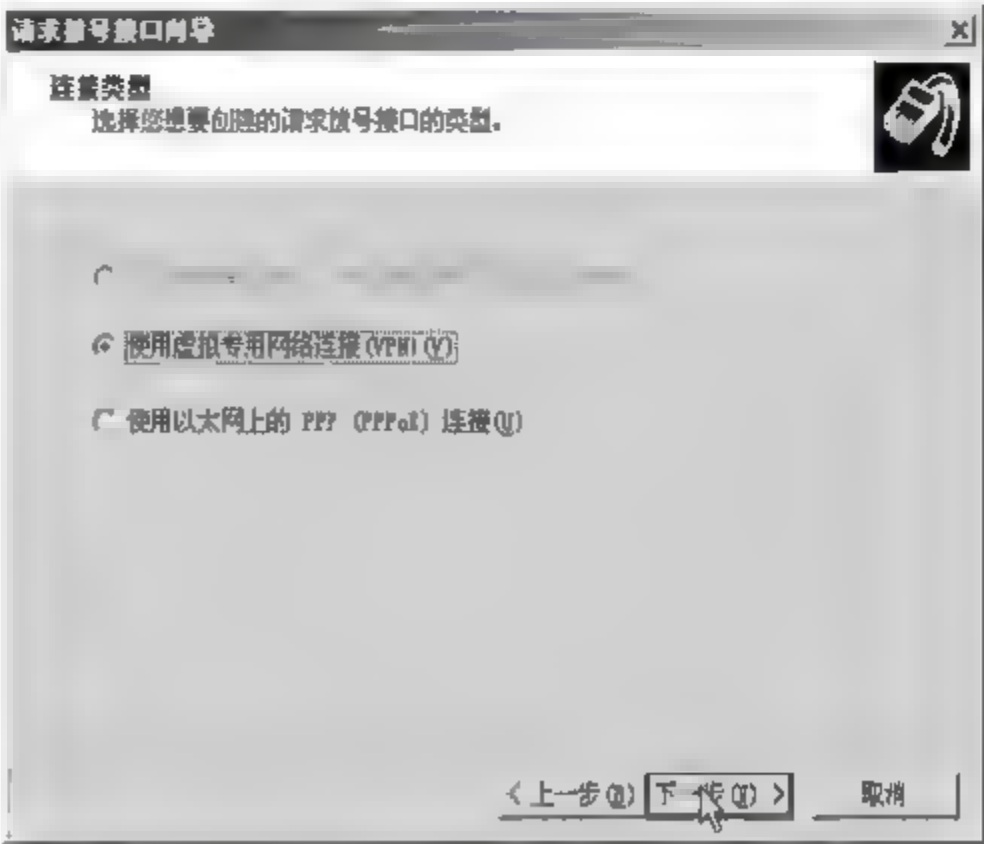 请求拨号接口向导
连接类型
选择您想要创建的请求拨号接口的类型。
使用虚拟专用网络连接(VPN)(V)
使用以太网上的 PPP (PPPoE) 连接(U)
< 上一步(B)
下一步(N) >
取消